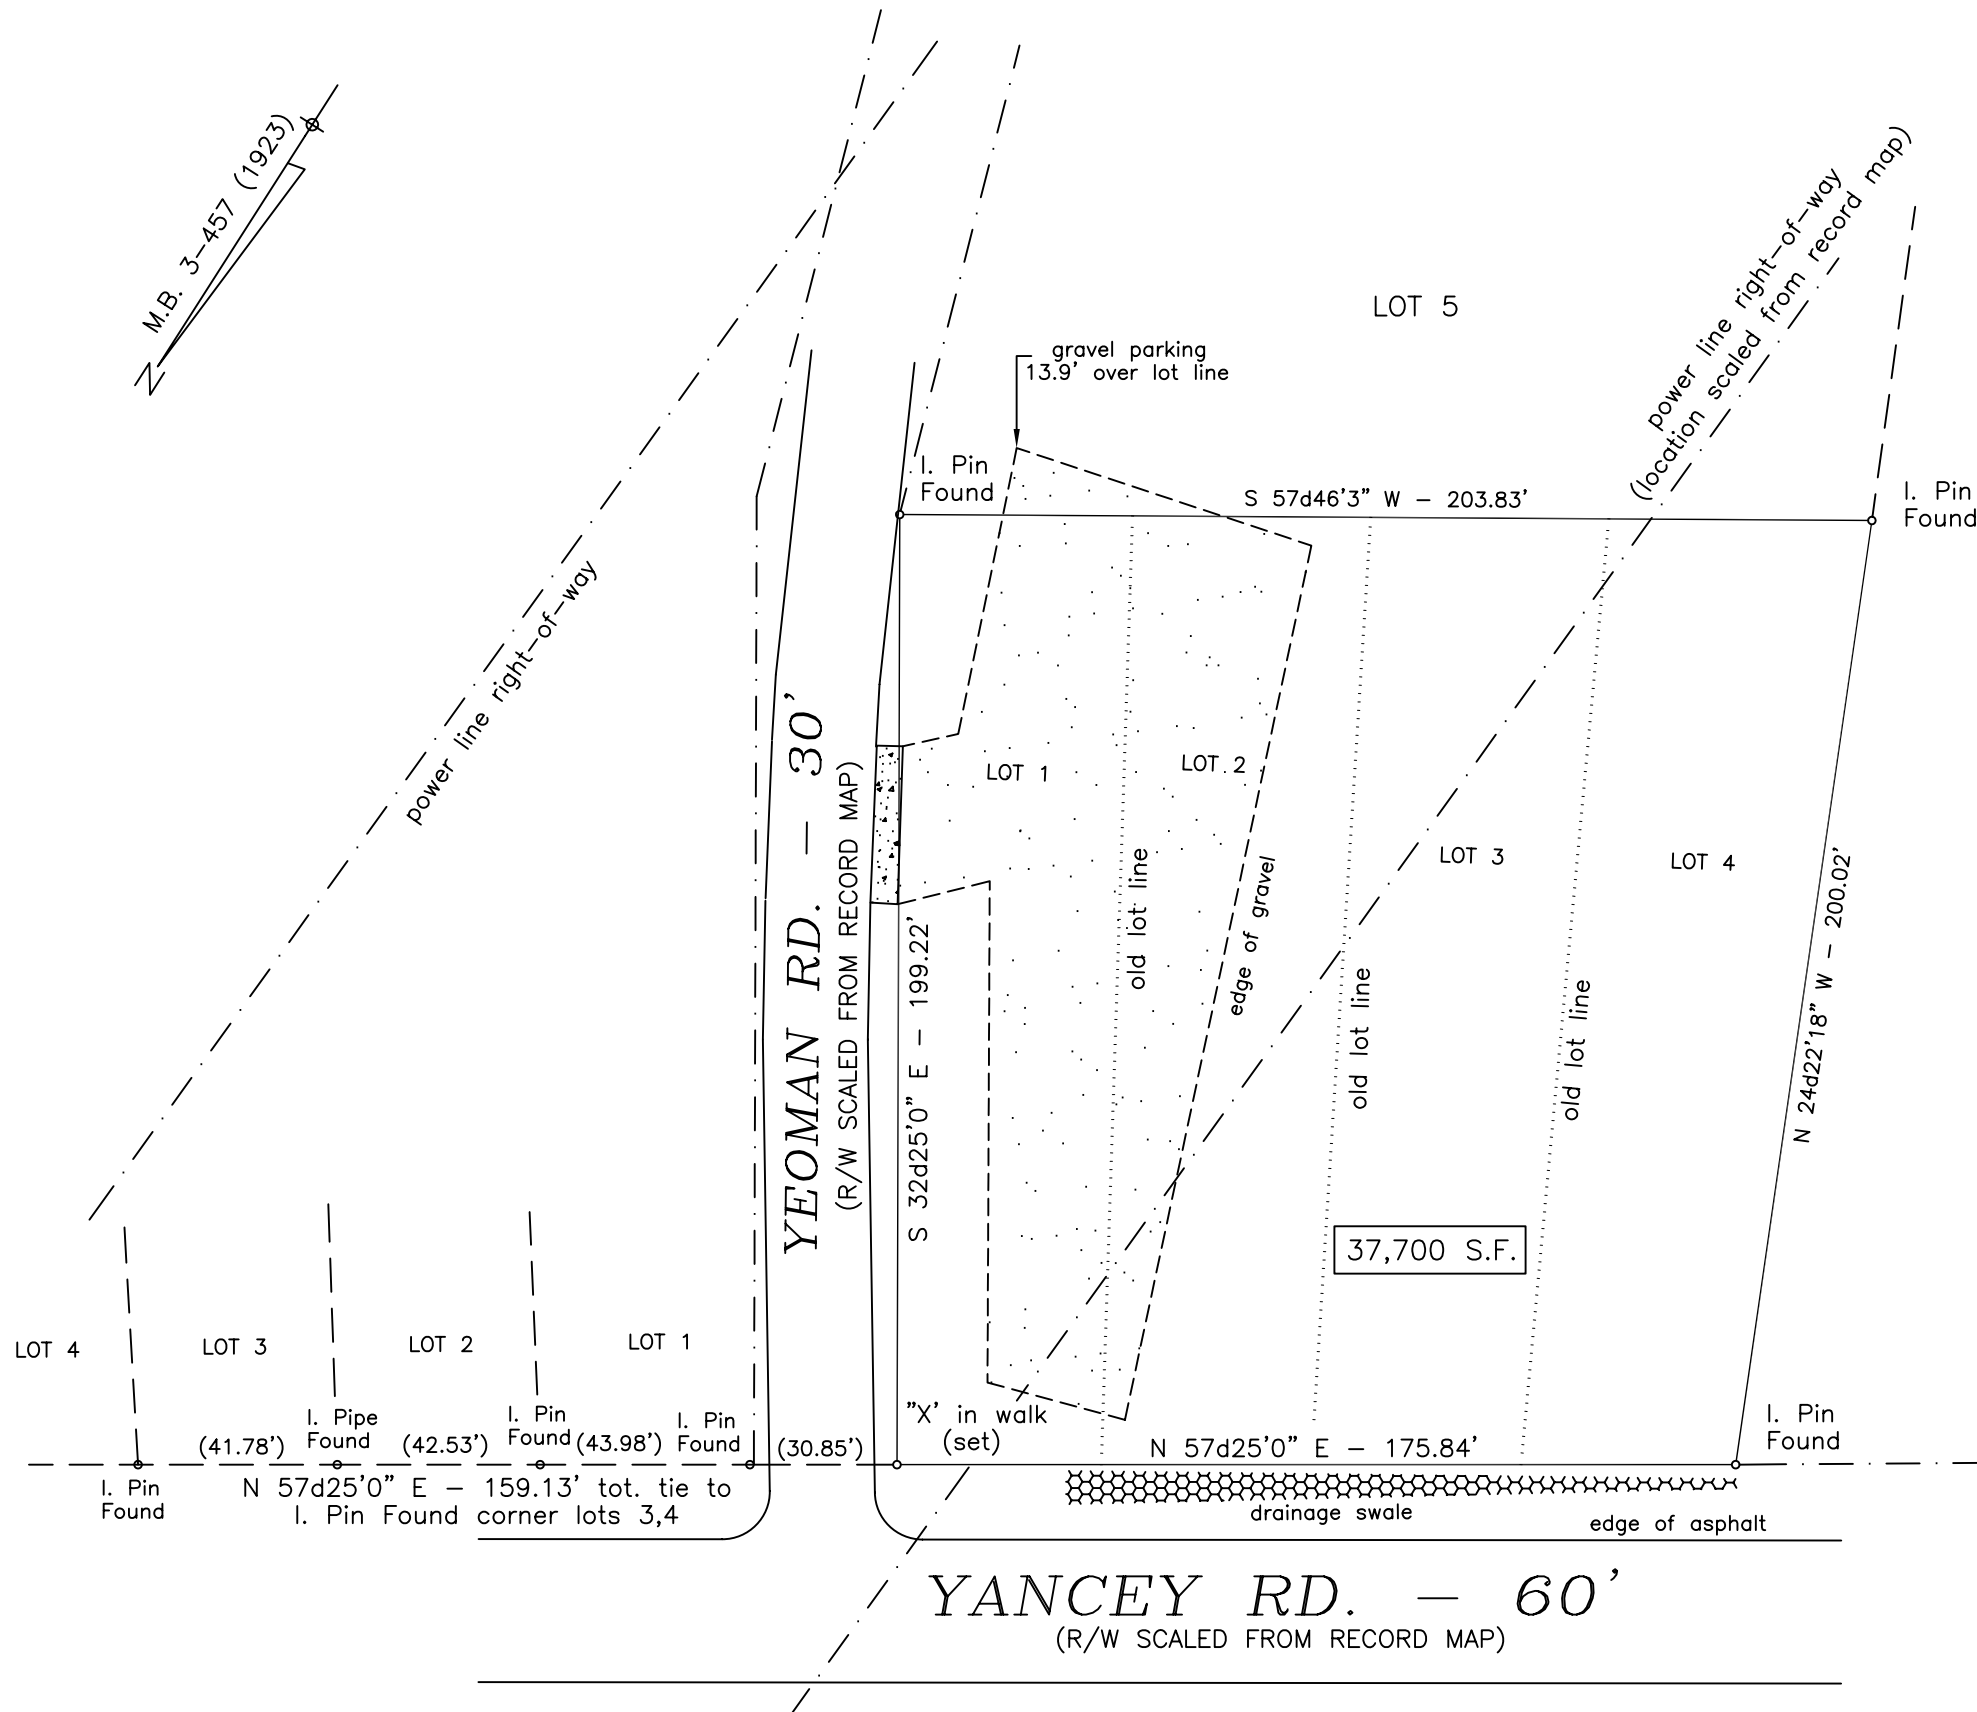 M.B. 3-457 (1923)
N
power line right-of-way
(location scaled from record map)
LOT 5
gravel parking
13.9' over lot line
I. Pin
Found
S 57d46'3" W - 203.83'
I. Pin
Found
power line right-of-way
YEOMAN RD. - 30'
(R/W SCALED FROM RECORD MAP)
S 32d25'0" E - 199.22'
LOT 1
LOT 2
LOT 3
LOT 4
old lot line
edge of gravel
old lot line
old lot line
N 24d22'18" W - 200.02'
37,700 S.F.
LOT 4
LOT 3
LOT 2
LOT 1
I. Pipe
Found
I. Pin
Found
I. Pin
Found
"X' in walk
(set)
I. Pin
Found
(41.78')
(42.53')
(43.98')
(30.85')
N 57d25'0" E - 175.84'
I. Pin
Found
N 57d25'0" E - 159.13' tot. tie to
I. Pin Found corner lots 3,4
drainage swale
edge of asphalt
YANCEY RD. - 60'
(R/W SCALED FROM RECORD MAP)